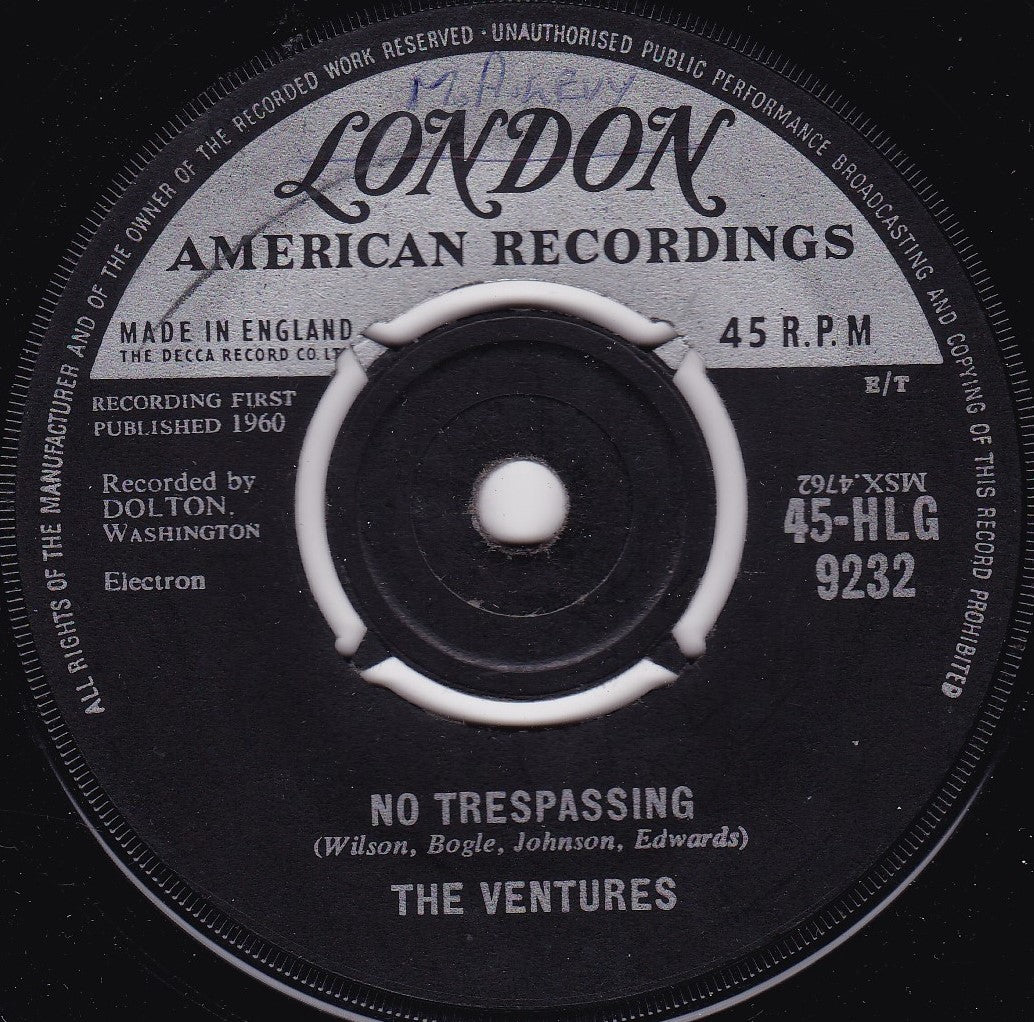 ALL RIGHTS OF THE MANUFACTURER AND OF THE OWNER OF THE RECORDED WORK RESERVED · UNAUTHORISED PUBLIC PERFORMANCE BROADCASTING AND COPYING OF THIS RECORD PROHIBITED
M.A. LEVY
LONDON
AMERICAN RECORDINGS
MADE IN ENGLAND
THE DECCA RECORD CO. LT
45 R.P.M
E/T
RECORDING FIRST
PUBLISHED 1960
Recorded by
DOLTON.
WASHINGTON
Electron
MSX.4762
45-HLG
9232
NO TRESPASSING
(Wilson, Bogle, Johnson, Edwards)
THE VENTURES